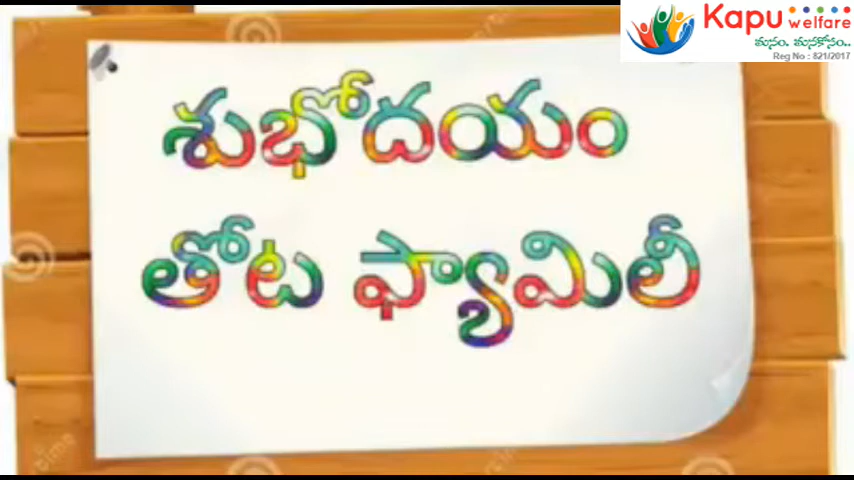 Kapu welfare
మనం. మనకోసం..
Reg No : 821/2017
శుభోదయం
తోట ఫ్యామిలీ